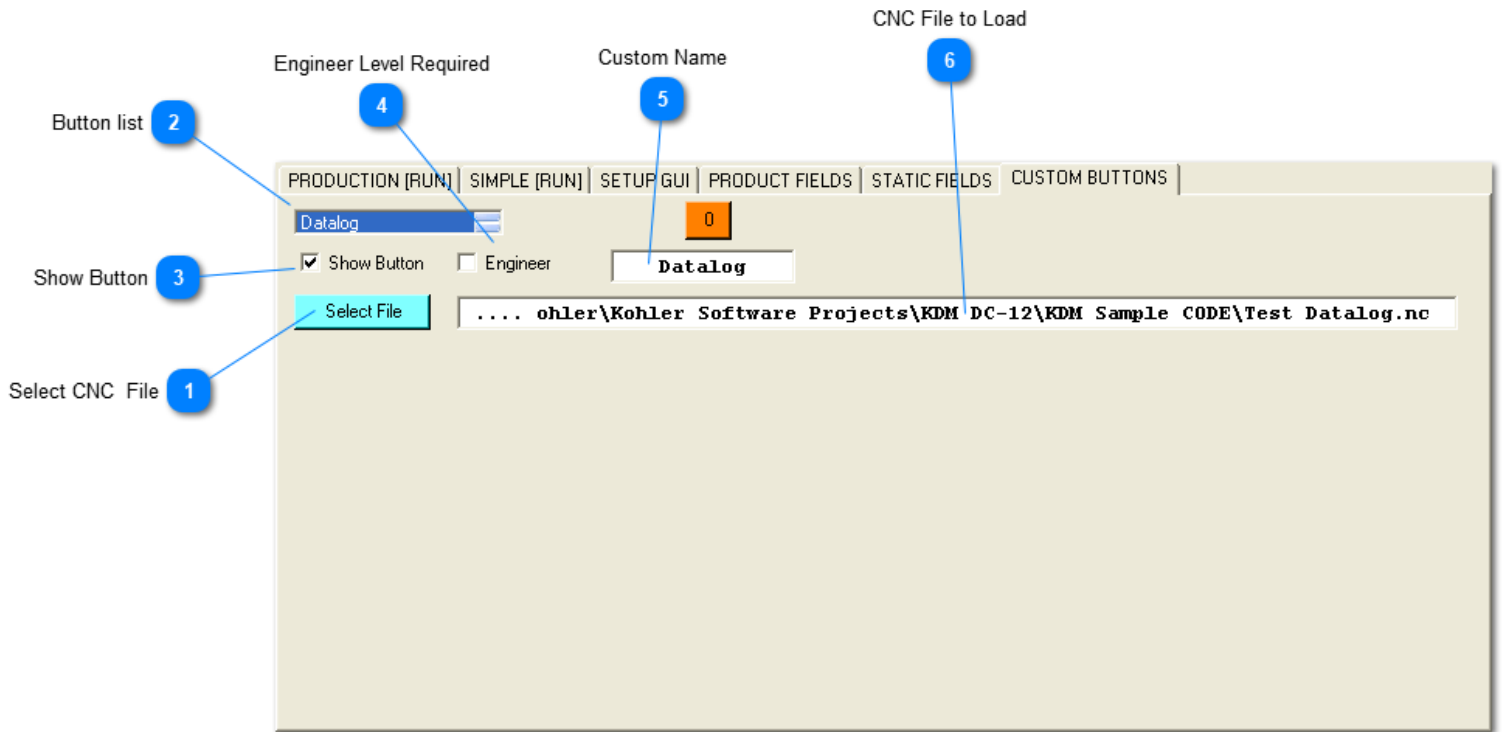 CNC File to Load
6
Engineer Level Required
Custom Name
4
5
Button list 2
PRODUCTION [RUN] SIMPLE [RUN] SETUP GUI PRODUCT FIELDS STATIC FIELDS CUSTOM BUTTONS
Datalog 0
Show Button 3 Show Button Engineer Datalog
Select File .... ohler\Kohler Software Projects\KDM DC-12\KDM Sample CODE\Test Datalog.nc
Select CNC File 1